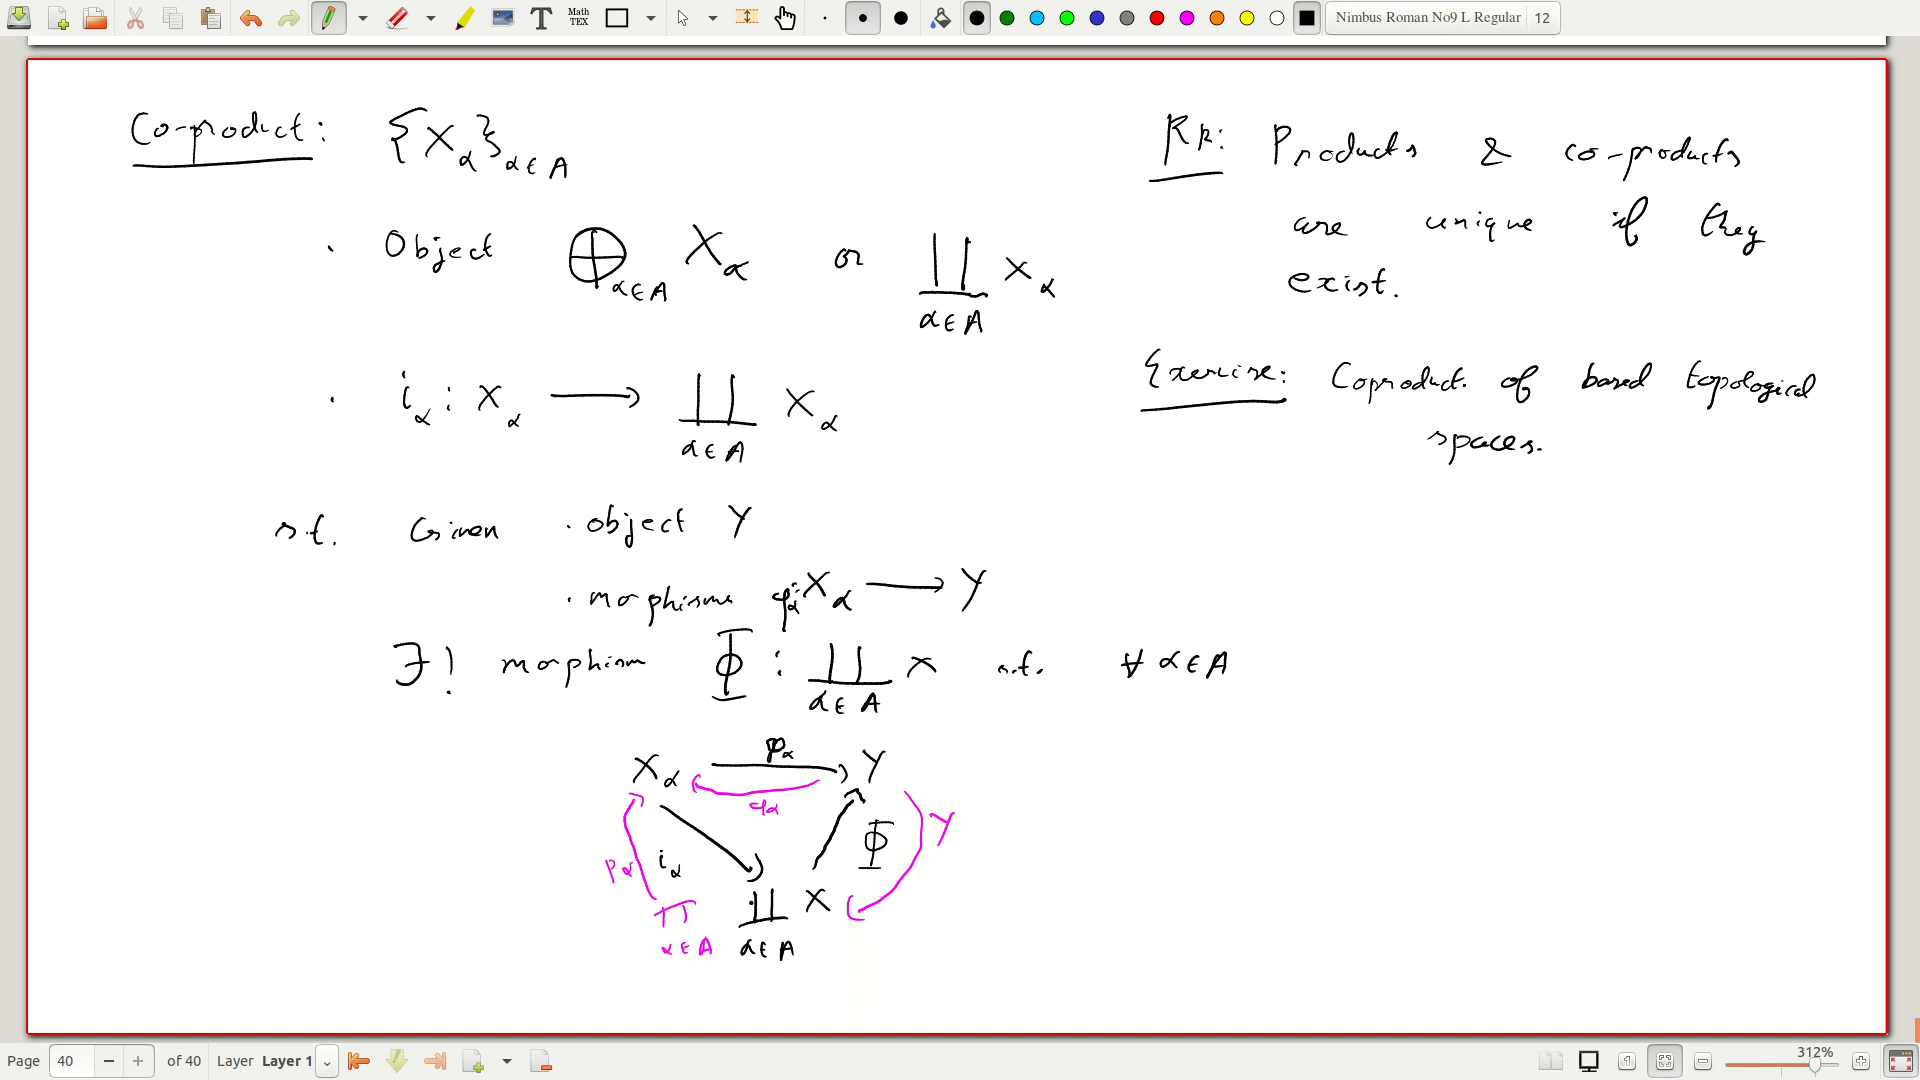 Math
TEX
Nimbus Roman No9 L Regular 12
Co-product: {X_α}_{α∈A}
· Object ⊕_{α∈A} X_α or ∐_{α∈A} X_α
· i_α : X_α ⟶ ∐_{α∈A} X_α
s.t. Given · object Y
· morphisms φ_α: X_α ⟶ Y
∃! morphism Φ : ∐_{α∈A} X s.t. ∀ α∈A
X_α φ_α Y
φ_α
p_α i_α Φ Y
∏ ∐ X
α∈A α∈A
Rk: Products & co-products
are unique if they
exist.
Exercise: Coproduct of based topological
spaces.
Page 40 of 40 Layer Layer 1
312%